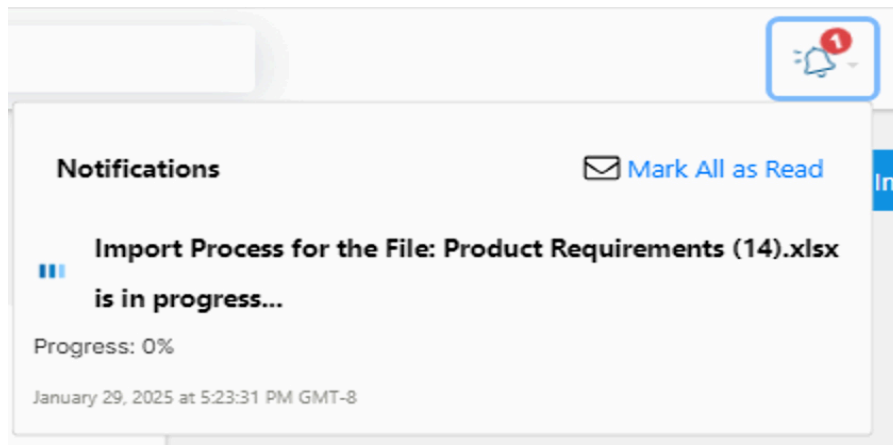 1
Notifications
Mark All as Read
In
Import Process for the File: Product Requirements (14).xlsx
is in progress...
Progress: 0%
January 29, 2025 at 5:23:31 PM GMT-8